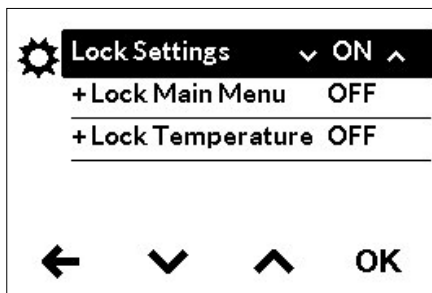 Lock Settings ON
+ Lock Main Menu OFF
+ Lock Temperature OFF
OK